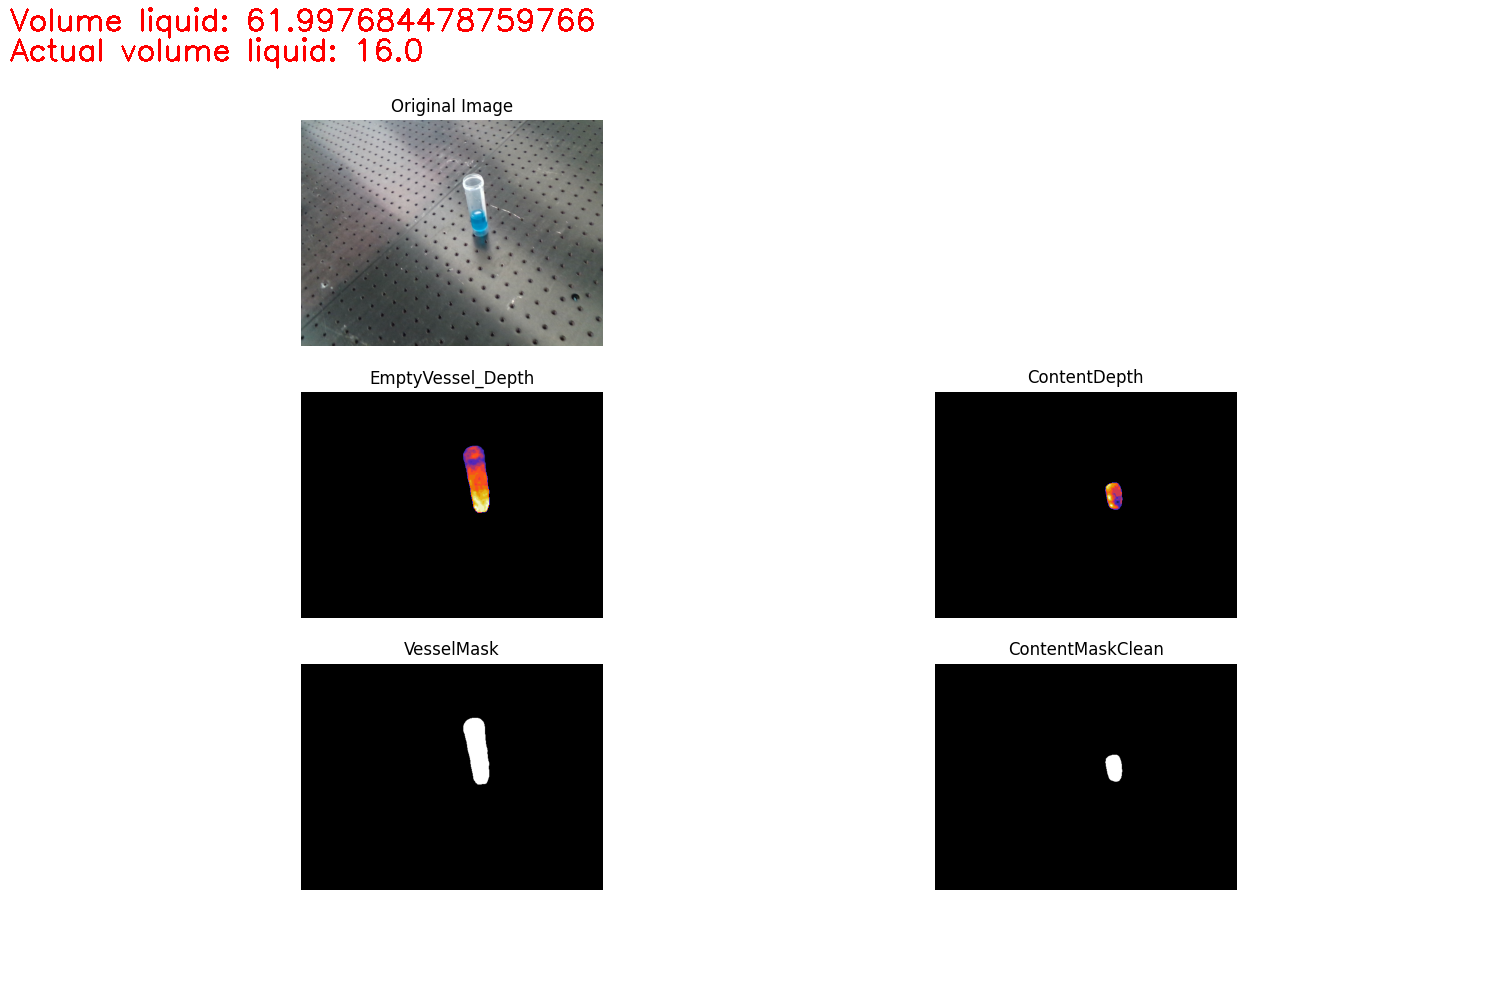 Volume liquid: 61.997684478759766
Actual volume liquid: 16.0
Original Image
EmptyVessel_Depth
ContentDepth
VesselMask
ContentMaskClean